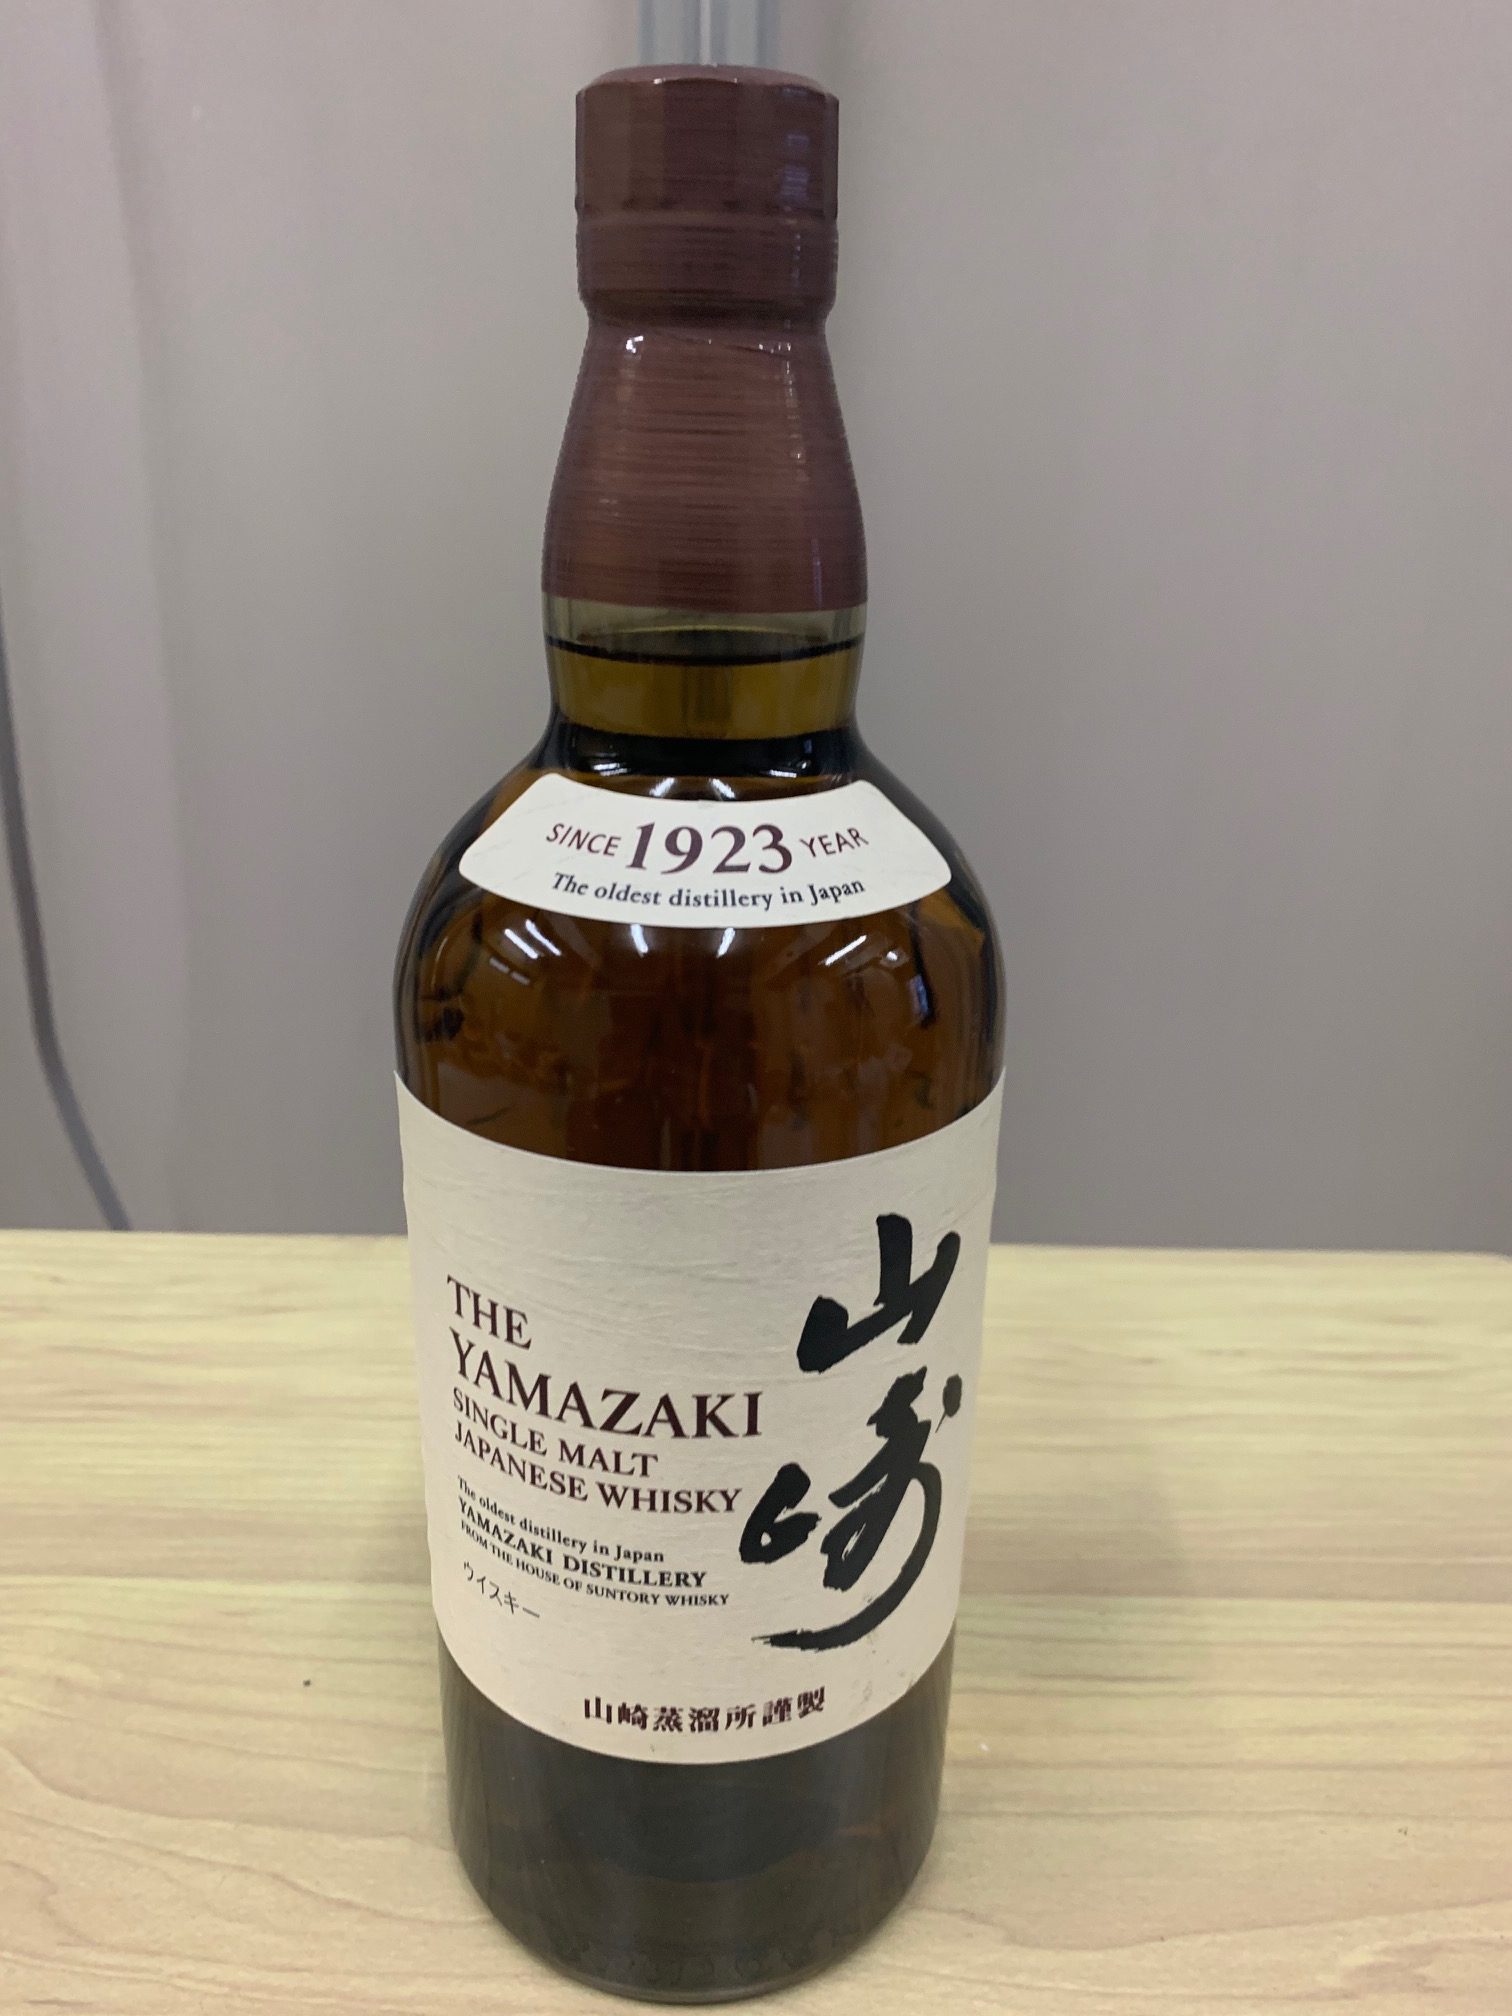 SINCE 1923 YEAR
The oldest distillery in Japan
THE
YAMAZAKI
SINGLE MALT
JAPANESE WHISKY
The oldest distillery in Japan
YAMAZAKI DISTILLERY
FROM THE HOUSE OF SUNTORY WHISKY
ウイスキー
山崎
山崎蒸溜所謹製